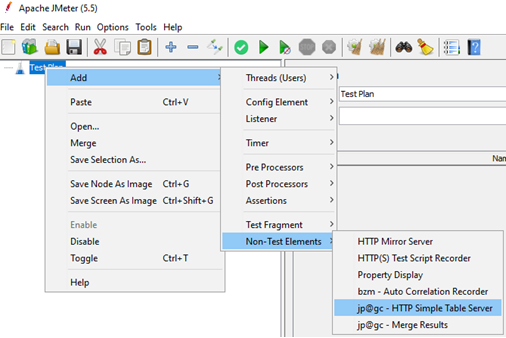 Apache JMeter (5.5)
File Edit Search Run Options Tools Help
Test Plan
Add
Paste Ctrl+V
Open...
Merge
Save Selection As...
Save Node As Image Ctrl+G
Save Screen As Image Ctrl+Shift+G
Enable
Disable
Toggle Ctrl+T
Help
Threads (Users)
Config Element
Listener
Timer
Pre Processors
Post Processors
Assertions
Test Fragment
Non-Test Elements
HTTP Mirror Server
HTTP(S) Test Script Recorder
Property Display
bzm - Auto Correlation Recorder
jp@gc - HTTP Simple Table Server
jp@gc - Merge Results
Test Plan